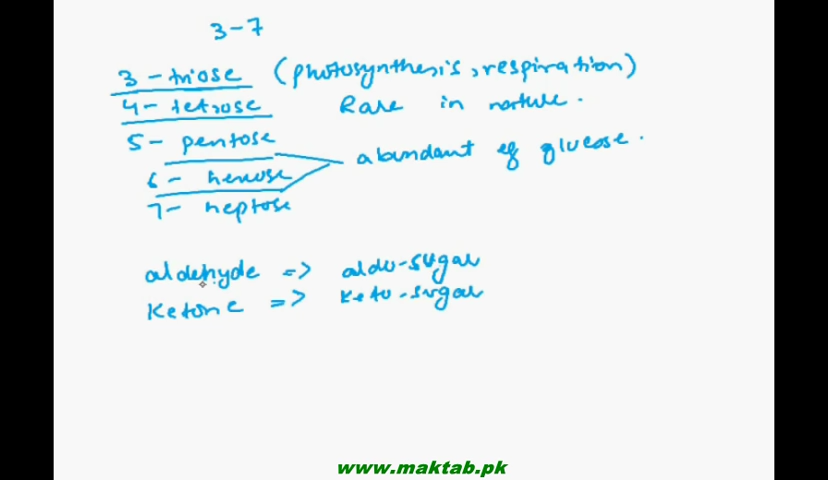 3-7
3 - triose (photosynthesis, respiration)
4 - tetrose Rare in nature.
5 - pentose
abundant eg glucose.
6 - hexose
7 - heptose
aldehyde => aldo-sugar
Ketone => Keto-sugar
www.maktab.pk